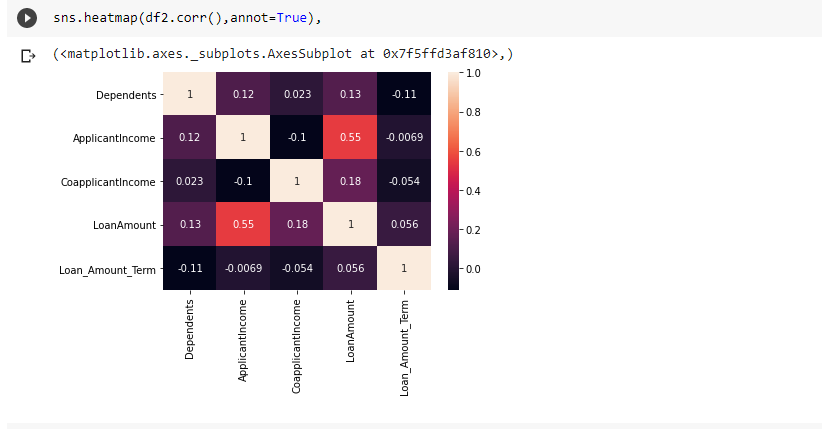 sns.heatmap(df2.corr(),annot=True),
(<matplotlib.axes._subplots.AxesSubplot at 0x7f5ffd3af810>,)
Dependents 1 0.12 0.023 0.13 -0.11
ApplicantIncome 0.12 1 -0.1 0.55 -0.0069
CoapplicantIncome 0.023 -0.1 1 0.18 -0.054
LoanAmount 0.13 0.55 0.18 1 0.056
Loan_Amount_Term -0.11 -0.0069 -0.054 0.056 1
Dependents
ApplicantIncome
CoapplicantIncome
LoanAmount
Loan_Amount_Term
1.0
0.8
0.6
0.4
0.2
0.0